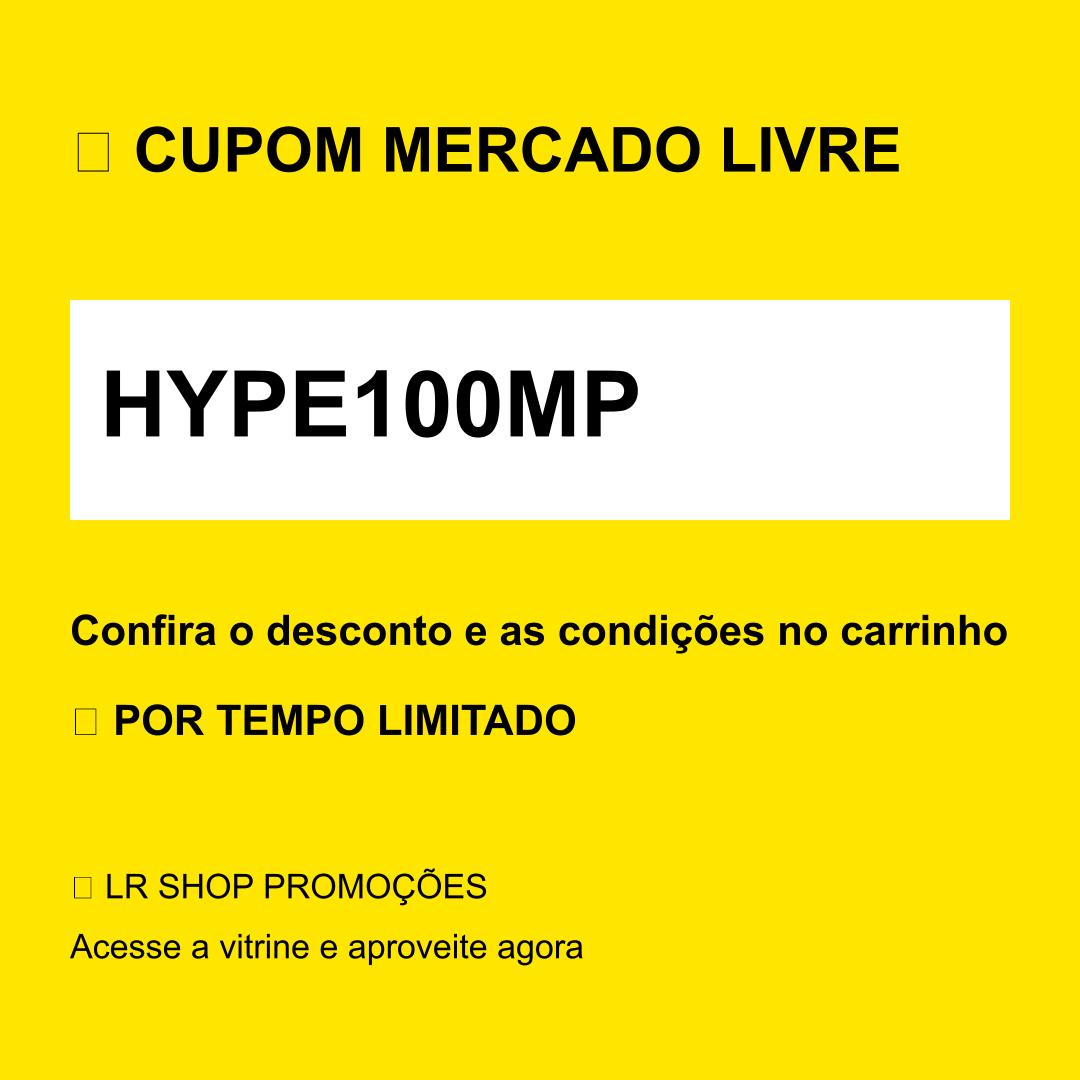 CUPOM MERCADO LIVRE
HYPE100MP
Confira o desconto e as condições no carrinho
POR TEMPO LIMITADO
LR SHOP PROMOÇÕES
Acesse a vitrine e aproveite agora